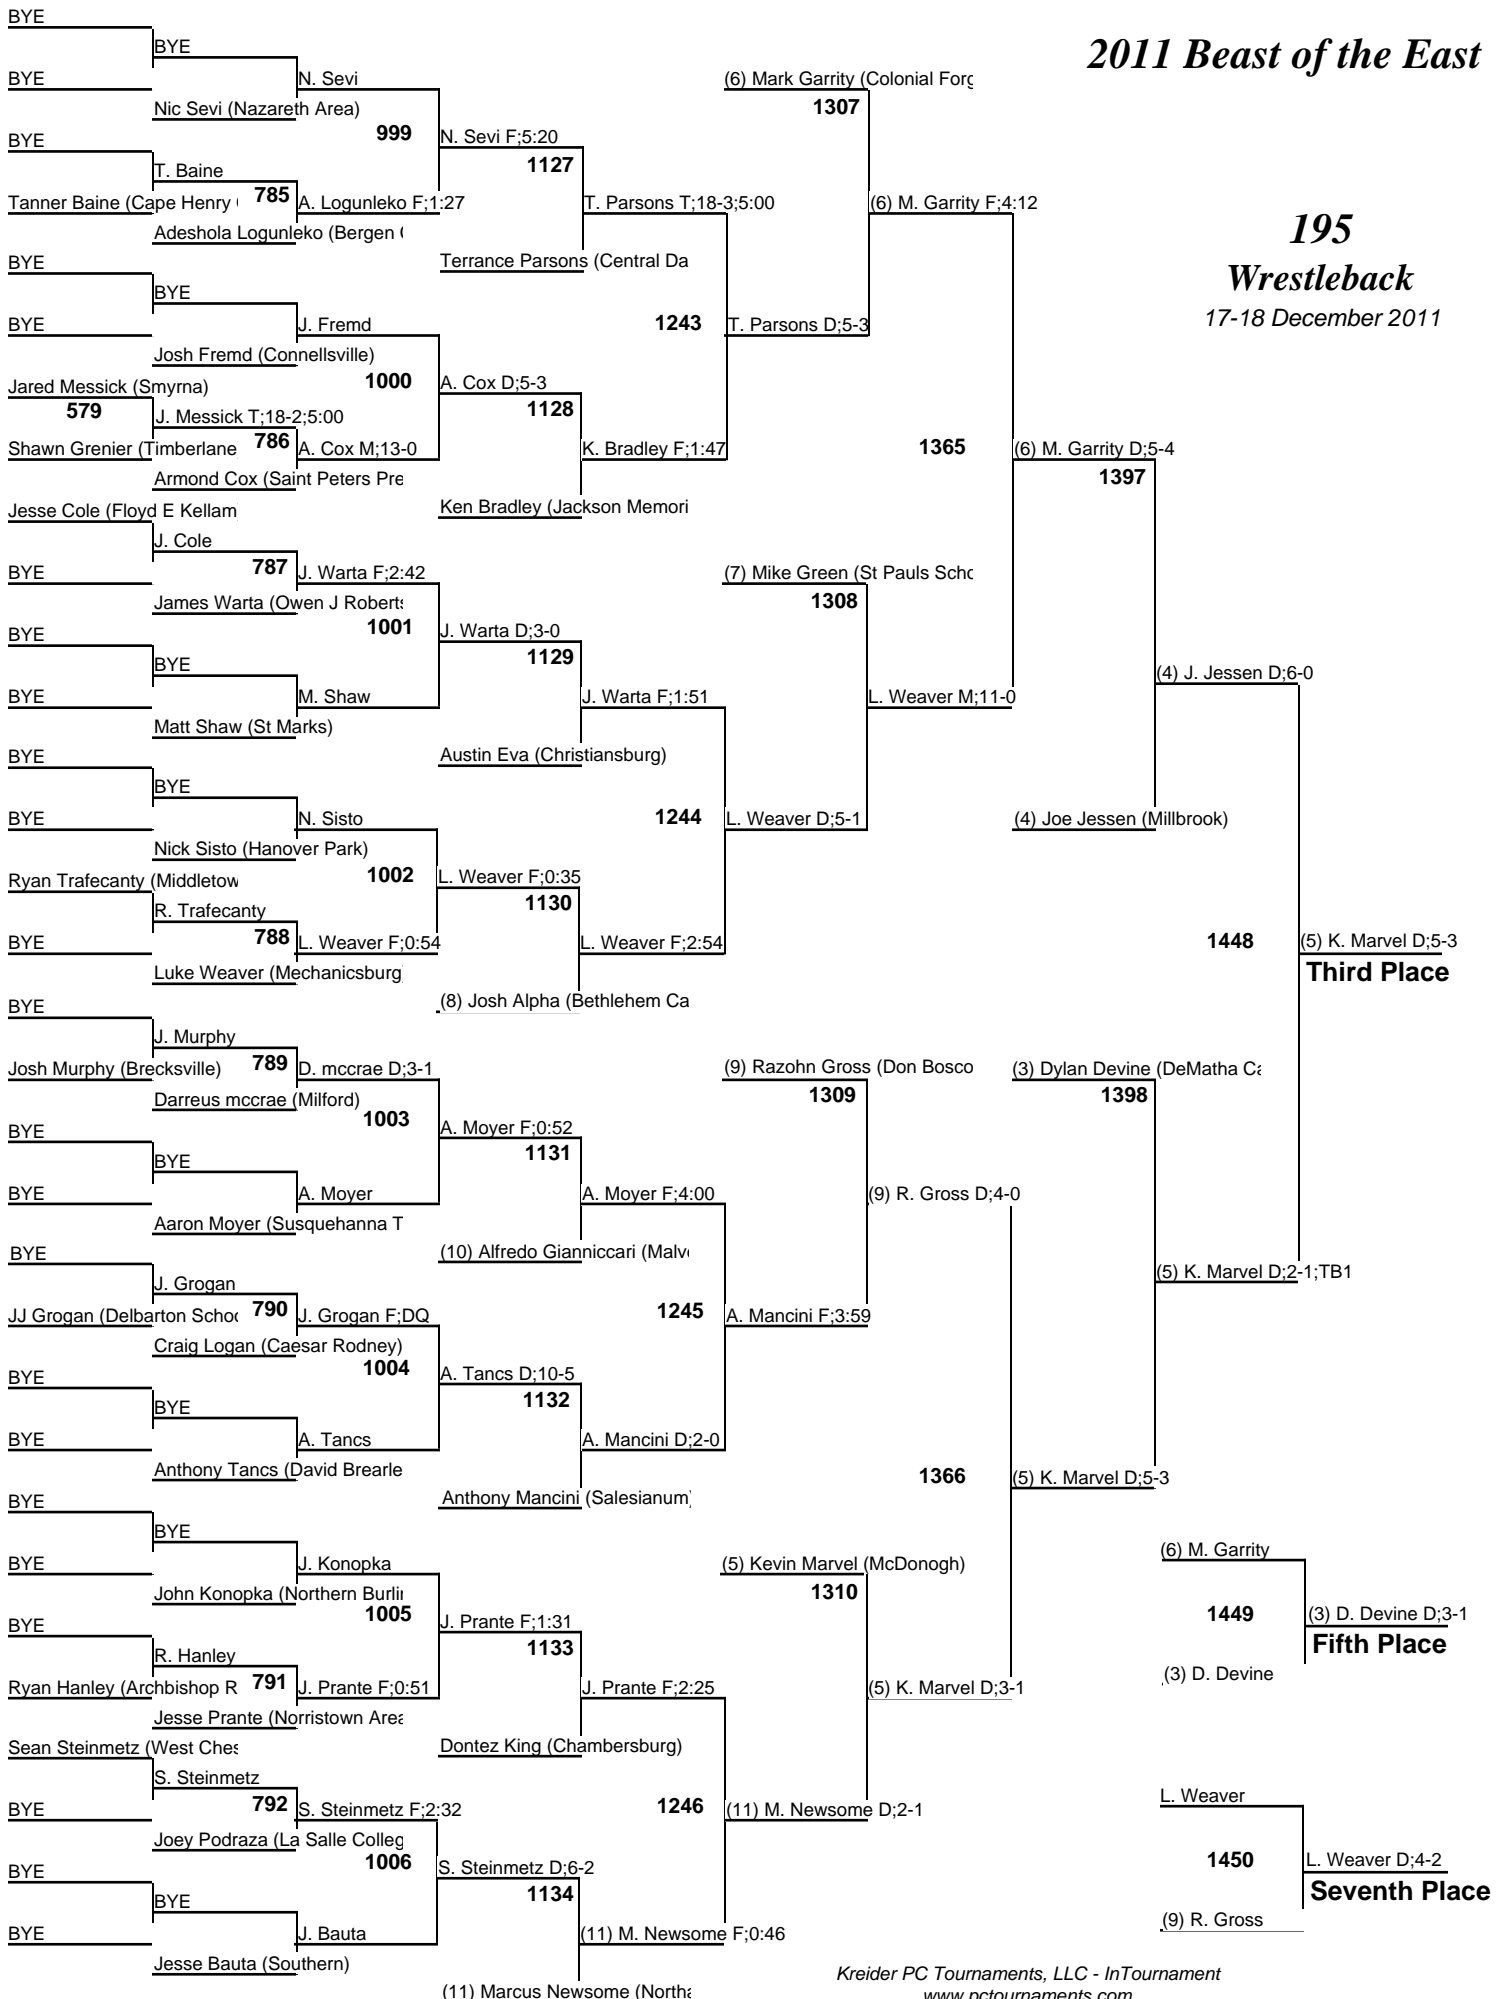 2011 Beast of the East
195
Wrestleback
17-18 December 2011
BYE
BYE
BYE
N. Sevi
Nic Sevi (Nazareth Area)
999
N. Sevi F;5:20
BYE
T. Baine
Tanner Baine (Cape Henry
785
A. Logunleko F;1:27
Adeshola Logunleko (Bergen
1127
T. Parsons T;18-3;5:00
Terrance Parsons (Central Da
BYE
BYE
BYE
J. Fremd
Josh Fremd (Connellsville)
1000
A. Cox D;5-3
Jared Messick (Smyrna)
579
J. Messick T;18-2;5:00
Shawn Grenier (Timberlane
786
A. Cox M;13-0
Armond Cox (Saint Peters Pre
1128
K. Bradley F;1:47
Ken Bradley (Jackson Memori
1243
T. Parsons D;5-3
(6) Mark Garrity (Colonial Forg
1307
(6) M. Garrity F;4:12
Jesse Cole (Floyd E Kellam
J. Cole
BYE
787
J. Warta F;2:42
James Warta (Owen J Roberts
1001
J. Warta D;3-0
BYE
BYE
BYE
M. Shaw
Matt Shaw (St Marks)
1129
J. Warta F;1:51
Austin Eva (Christiansburg)
BYE
BYE
BYE
N. Sisto
Nick Sisto (Hanover Park)
1002
L. Weaver F;0:35
Ryan Trafecanty (Middletow
R. Trafecanty
BYE
788
L. Weaver F;0:54
Luke Weaver (Mechanicsburg
1130
L. Weaver F;2:54
(8) Josh Alpha (Bethlehem Ca
1244
L. Weaver D;5-1
(7) Mike Green (St Pauls Scho
1308
L. Weaver M;11-0
1365
(6) M. Garrity D;5-4
1397
(4) J. Jessen D;6-0
(4) Joe Jessen (Millbrook)
1448
(5) K. Marvel D;5-3
Third Place
BYE
J. Murphy
Josh Murphy (Brecksville)
789
D. mccrae D;3-1
Darreus mccrae (Milford)
1003
A. Moyer F;0:52
BYE
BYE
BYE
A. Moyer
Aaron Moyer (Susquehanna T
1131
A. Moyer F;4:00
(10) Alfredo Gianniccari (Malv
BYE
J. Grogan
JJ Grogan (Delbarton Schoo
790
J. Grogan F;DQ
Craig Logan (Caesar Rodney)
1004
A. Tancs D;10-5
BYE
BYE
BYE
A. Tancs
Anthony Tancs (David Brearle
1132
A. Mancini D;2-0
Anthony Mancini (Salesianum)
1245
A. Mancini F;3:59
(9) Razohn Gross (Don Bosco
1309
(9) R. Gross D;4-0
(3) Dylan Devine (DeMatha Ca
1398
(5) K. Marvel D;2-1;TB1
BYE
BYE
BYE
J. Konopka
John Konopka (Northern Burlin
1005
J. Prante F;1:31
BYE
R. Hanley
Ryan Hanley (Archbishop R
791
J. Prante F;0:51
Jesse Prante (Norristown Area
1133
J. Prante F;2:25
Dontez King (Chambersburg)
Sean Steinmetz (West Ches
S. Steinmetz
BYE
792
S. Steinmetz F;2:32
Joey Podraza (La Salle Colleg
1006
S. Steinmetz D;6-2
BYE
BYE
BYE
J. Bauta
Jesse Bauta (Southern)
1134
(11) M. Newsome F;0:46
(11) Marcus Newsome (North
1246
(11) M. Newsome D;2-1
(5) Kevin Marvel (McDonogh)
1310
(5) K. Marvel D;3-1
1366
(5) K. Marvel D;5-3
(6) M. Garrity
1449
(3) D. Devine D;3-1
Fifth Place
(3) D. Devine
L. Weaver
1450
L. Weaver D;4-2
Seventh Place
(9) R. Gross
Kreider PC Tournaments, LLC - InTournament
www.pctournaments.com